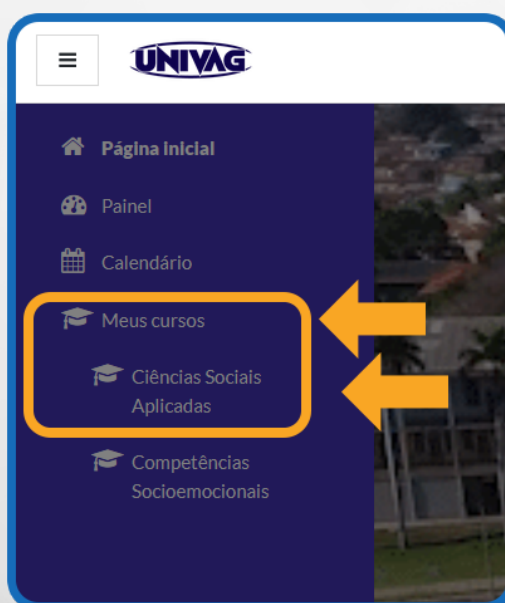 UNIVAG
Página inicial
Painel
Calendário
Meus cursos
Ciências Sociais
Aplicadas
Competências
Socioemocionais